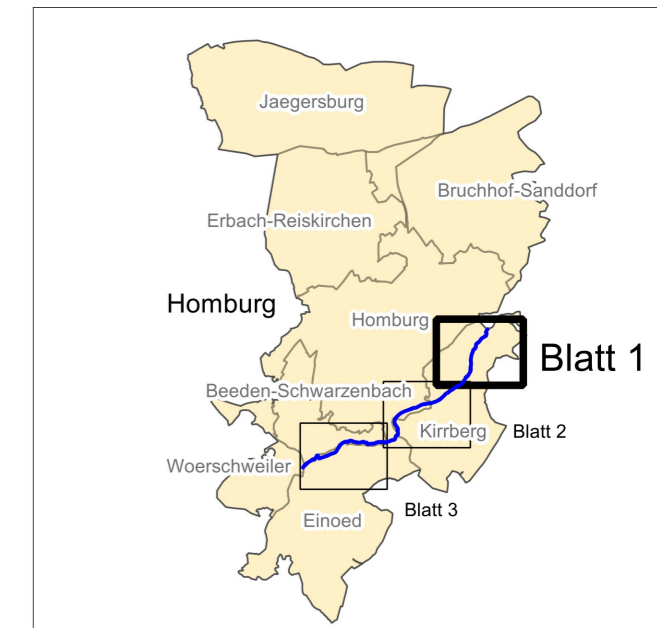 Jaegersburg
Bruchhof-Sanddorf
Erbach-Reiskirchen
Homburg
Homburg
Blatt 1
Beeden-Schwarzenbach
Kirrberg
Blatt 2
Woerschweiler
Blatt 3
Einoed